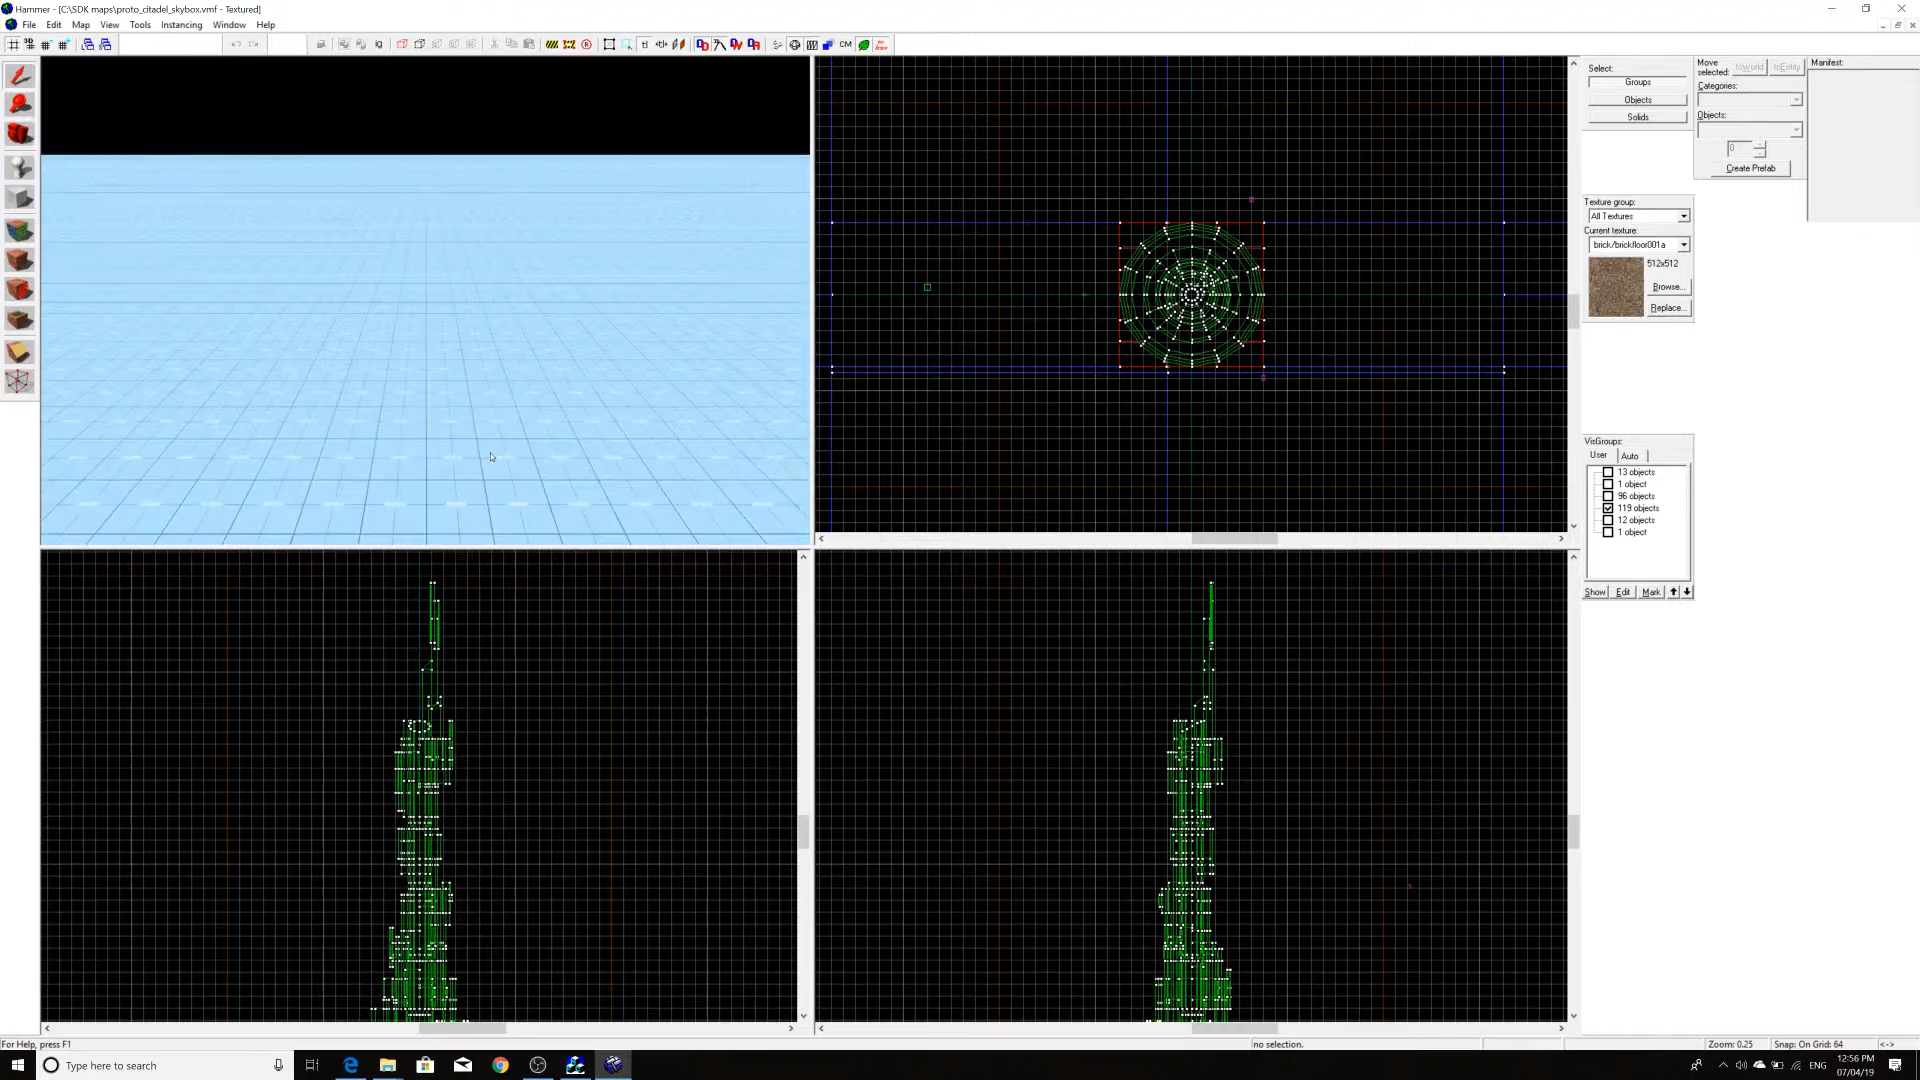 Hammer - [C:\SDK maps\proto_citadel_skybox.vmf - Textured]
File Edit Map View Tools Instancing Window Help
CM
Select:
Groups
Objects
Solids
Move
selected:
toWorld
toEntity
Manifest:
Categories:
Objects:
0
Create Prefab
Texture group:
All Textures
Current texture:
brick/brickfloor001a
512x512
Browse...
Replace...
VisGroups:
User
Auto
13 objects
1 object
96 objects
119 objects
12 objects
1 object
Show
Edit
Mark
For Help, press F1
no selection.
Zoom: 0.25
Snap: On Grid: 64
<->
Type here to search
ENG
12:56 PM
07/04/19